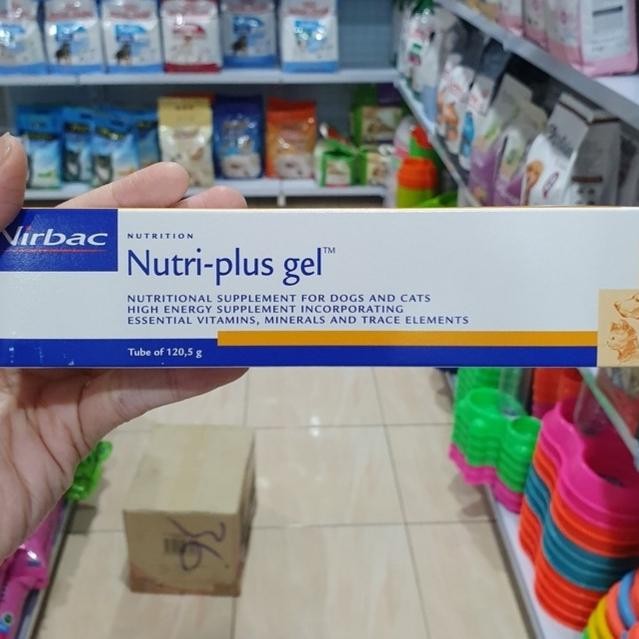 Virbac
NUTRITION
Nutri-plus gel™
NUTRITIONAL SUPPLEMENT FOR DOGS AND CATS
HIGH ENERGY SUPPLEMENT INCORPORATING
ESSENTIAL VITAMINS, MINERALS AND TRACE ELEMENTS
Tube of 120,5 g
36